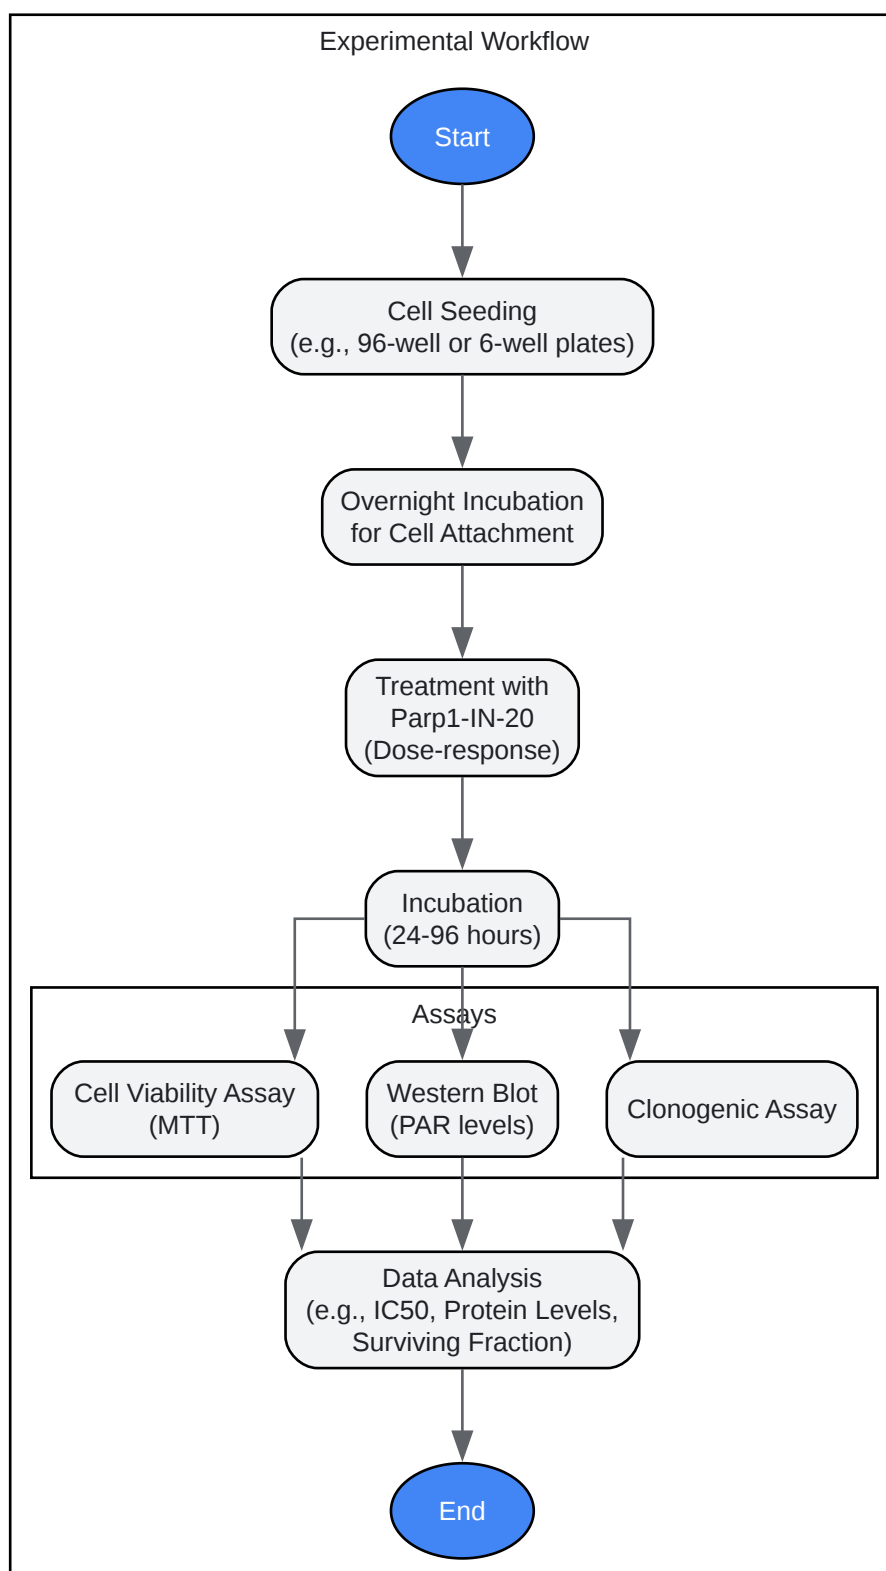 Experimental Workflow
Start
Cell Seeding
(e.g., 96-well or 6-well plates)
Overnight Incubation
for Cell Attachment
Treatment with
Parp1-IN-20
(Dose-response)
Incubation
(24-96 hours)
Assays
Cell Viability Assay
(MTT)
Western Blot
(PAR levels)
Clonogenic Assay
Data Analysis
(e.g., IC50, Protein Levels,
Surviving Fraction)
End